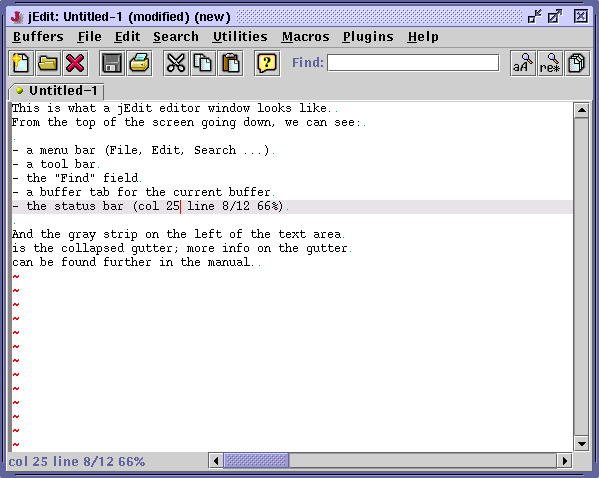 jEdit: Untitled-1 (modified) (new)
Buffers File Edit Search Utilities Macros Plugins Help
Find: aA re*
Untitled-1
This is what a jEdit editor window looks like..
From the top of the screen going down, we can see:.
.
- a menu bar (File, Edit, Search ...).
- a tool bar.
- the "Find" field.
- a buffer tab for the current buffer.
- the status bar (col 25 line 8/12 66%).
.
And the gray strip on the left of the text area.
is the collapsed gutter; more info on the gutter.
can be found further in the manual..
~
~
~
~
~
~
~
~
~
~
~
~
~
col 25 line 8/12 66%